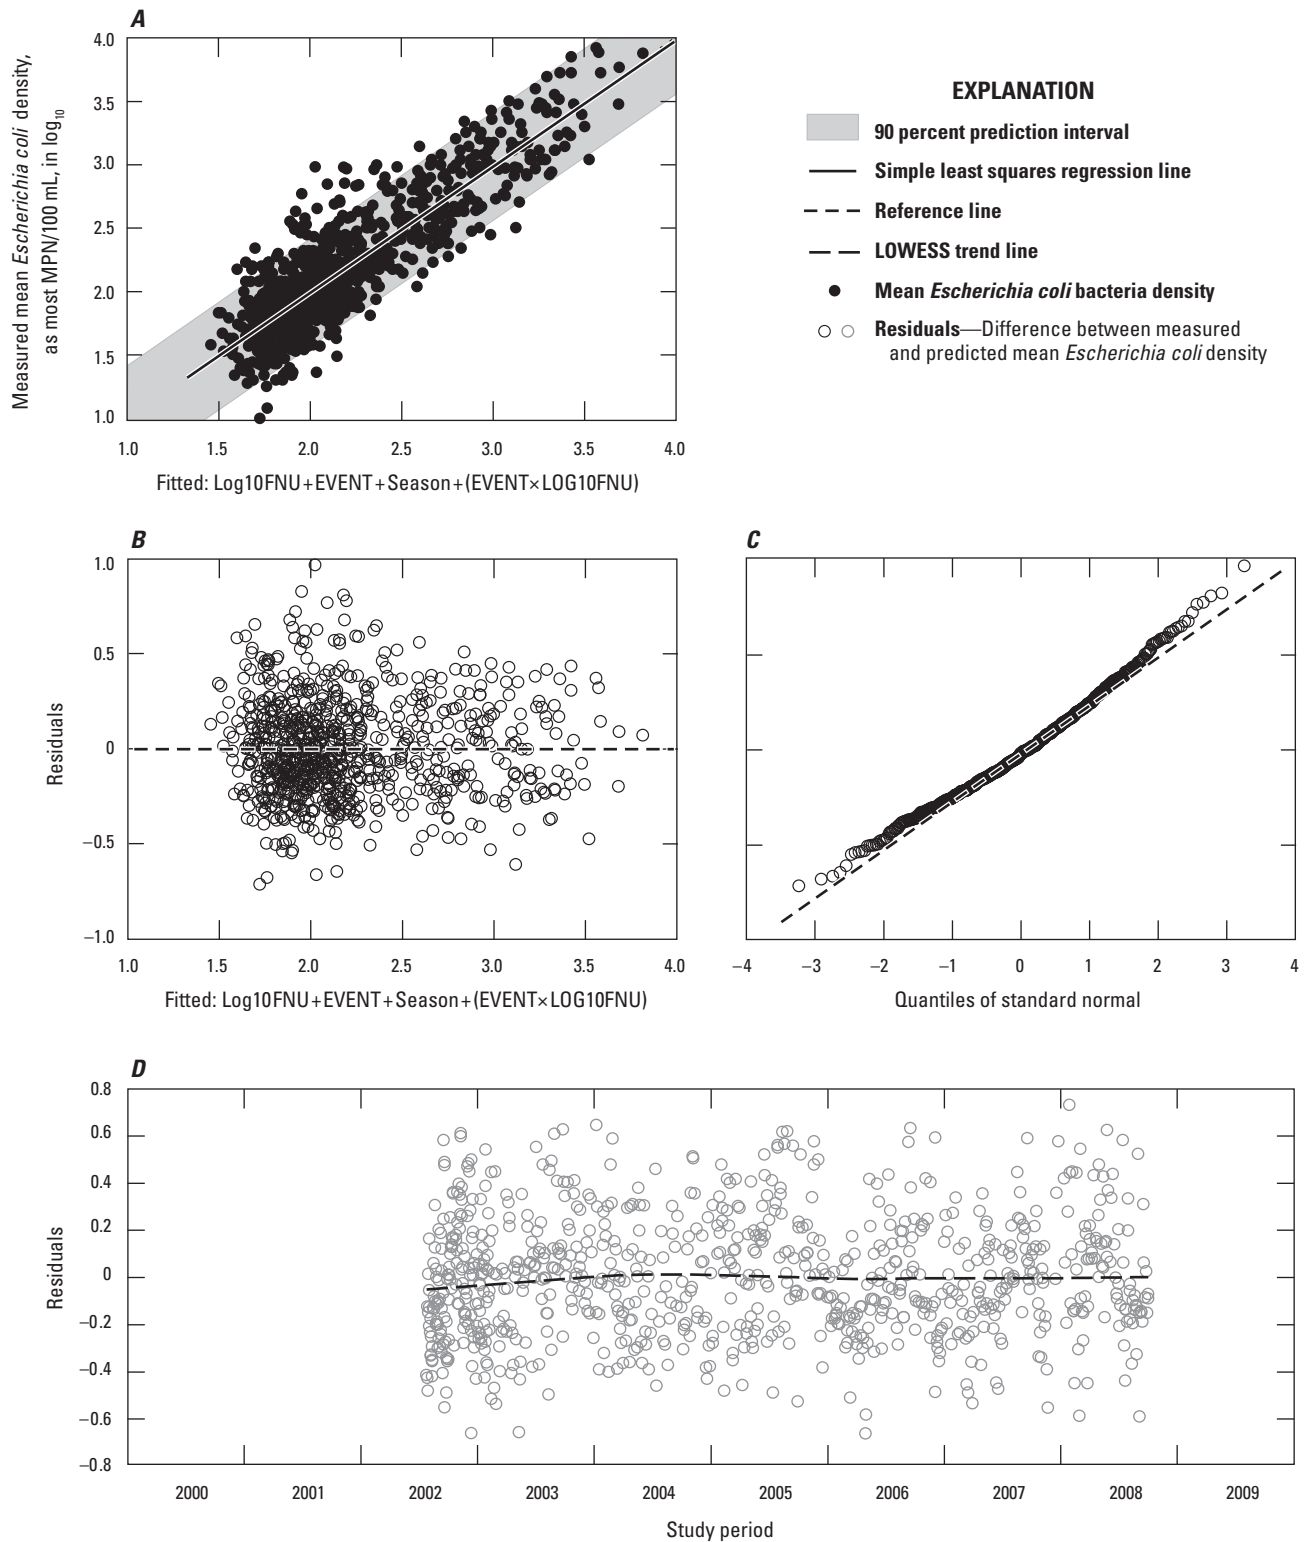 A
4.0
3.5
3.0
2.5
2.0
1.5
1.0
Measured mean Escherichia coli density,
as most MPN/100 mL, in log10
1.0 1.5 2.0 2.5 3.0 3.5 4.0
Fitted: Log10FNU+EVENT+Season+(EVENT×LOG10FNU)
EXPLANATION
90 percent prediction interval
Simple least squares regression line
Reference line
LOWESS trend line
Mean Escherichia coli bacteria density
Residuals—Difference between measured
and predicted mean Escherichia coli density
B
1.0
0.5
0
−0.5
−1.0
Residuals
1.0 1.5 2.0 2.5 3.0 3.5 4.0
Fitted: Log10FNU+EVENT+Season+(EVENT×LOG10FNU)
C
−4 −3 −2 −1 0 1 2 3 4
Quantiles of standard normal
D
0.8
0.6
0.4
0.2
0
−0.2
−0.4
−0.6
−0.8
Residuals
2000 2001 2002 2003 2004 2005 2006 2007 2008 2009
Study period